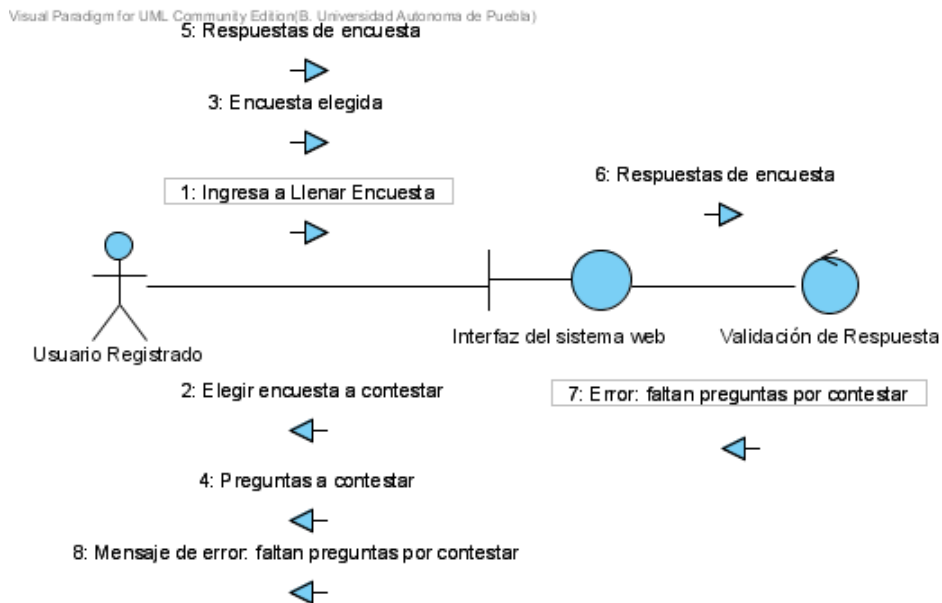 Visual Paradigm for UML Community Edition(B. Universidad Autonoma de Puebla)
5: Respuestas de encuesta
3: Encuesta elegida
1: Ingresa a Llenar Encuesta
6: Respuestas de encuesta
Usuario Registrado
Interfaz del sistema web
Validación de Respuesta
2: Elegir encuesta a contestar
7: Error: faltan preguntas por contestar
4: Preguntas a contestar
8: Mensaje de error: faltan preguntas por contestar